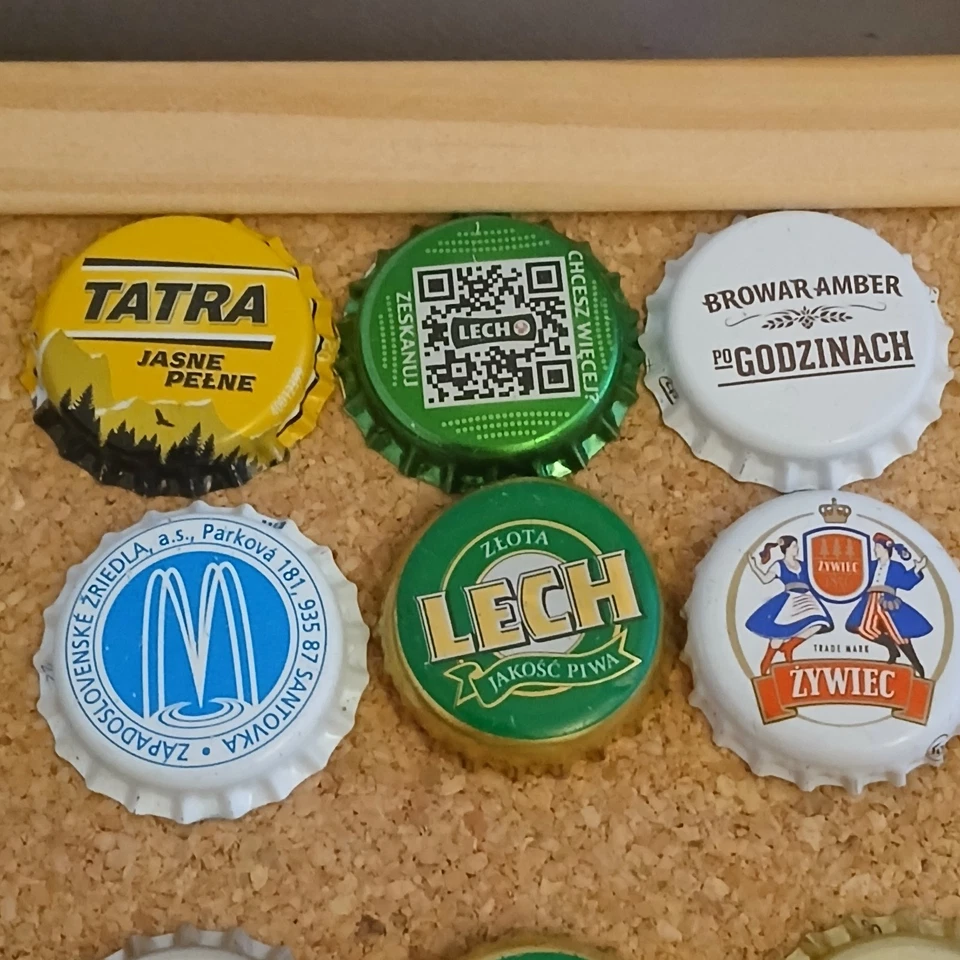 TATRA
JASNE
PEŁNE
CHCESZ WIĘCEJ?
LECH
ZESKANUJ
BROWAR AMBER
PO GODZINACH
ZÁPADOSLOVENSKÉ ŽRIEDLA, a.s., Parková 181, 935 87 SANTOVKA •
ZŁOTA
LECH
JAKOŚĆ PIWA
ŻYWIEC
TRADE MARK
ŻYWIEC